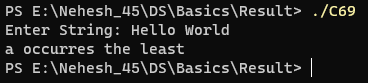 PS E:\Nehesh_45\DS\Basics\Result> ./C69
Enter String: Hello World
a occurres the least
PS E:\Nehesh_45\DS\Basics\Result>